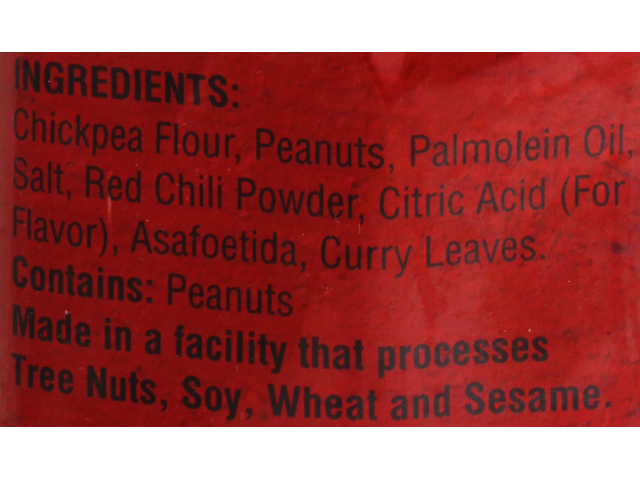 INGREDIENTS:
Chickpea Flour, Peanuts, Palmolein Oil,
Salt, Red Chili Powder, Citric Acid (For
Flavor), Asafoetida, Curry Leaves.
Contains: Peanuts
Made in a facility that processes
Tree Nuts, Soy, Wheat and Sesame.